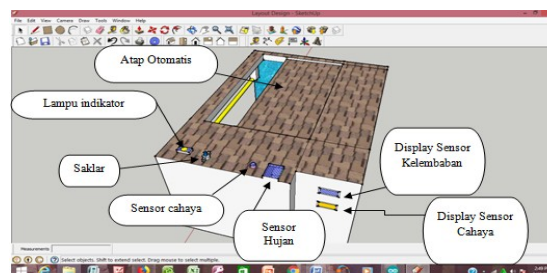 Layout Design - SketchUp
File Edit View Camera Draw Tools Window Help
Atap Otomatis
Lampu indikator
Saklar
Sensor cahaya
Sensor
Hujan
Display Sensor
Kelembaban
Display Sensor
Cahaya
Measurements
Select objects. Shift to extend select. Drag mouse to select multiple.